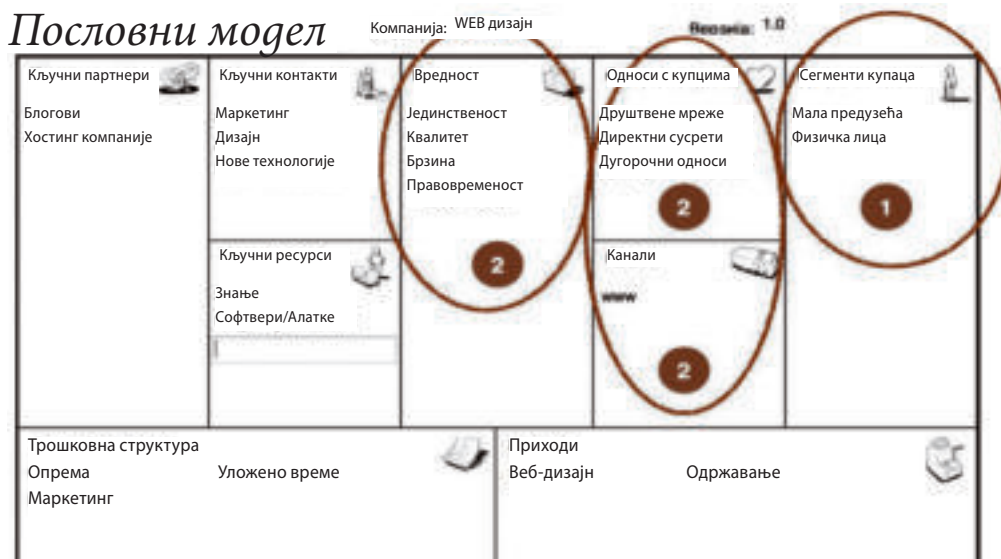 Пословни модел
Компанија: WEB дизајн
Верзија: 1.0
Кључни партнери
Блогови
Хостинг компаније
Кључни контакти
Маркетинг
Дизајн
Нове технологије
Кључни ресурси
Знање
Софтвери/Алатке
Вредност
Јединственост
Квалитет
Брзина
Правовременост
2
Односи с купцима
Друштвене мреже
Директни сусрети
Дугорочни односи
2
Канали
www
2
Сегменти купаца
Мала предузећа
Физичка лица
1
Трошковна структура
Опрема Уложено време
Маркетинг
Приходи
Веб-дизајн Одржавање